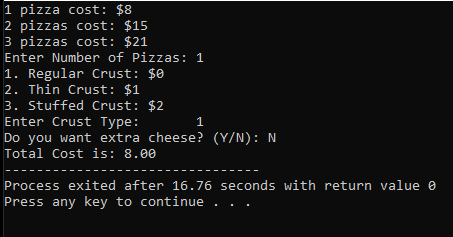 1 pizza cost: $8
2 pizzas cost: $15
3 pizzas cost: $21
Enter Number of Pizzas: 1
1. Regular Crust: $0
2. Thin Crust: $1
3. Stuffed Crust: $2
Enter Crust Type:       1
Do you want extra cheese? (Y/N): N
Total Cost is: 8.00
--------------------------------
Process exited after 16.76 seconds with return value 0
Press any key to continue . . .